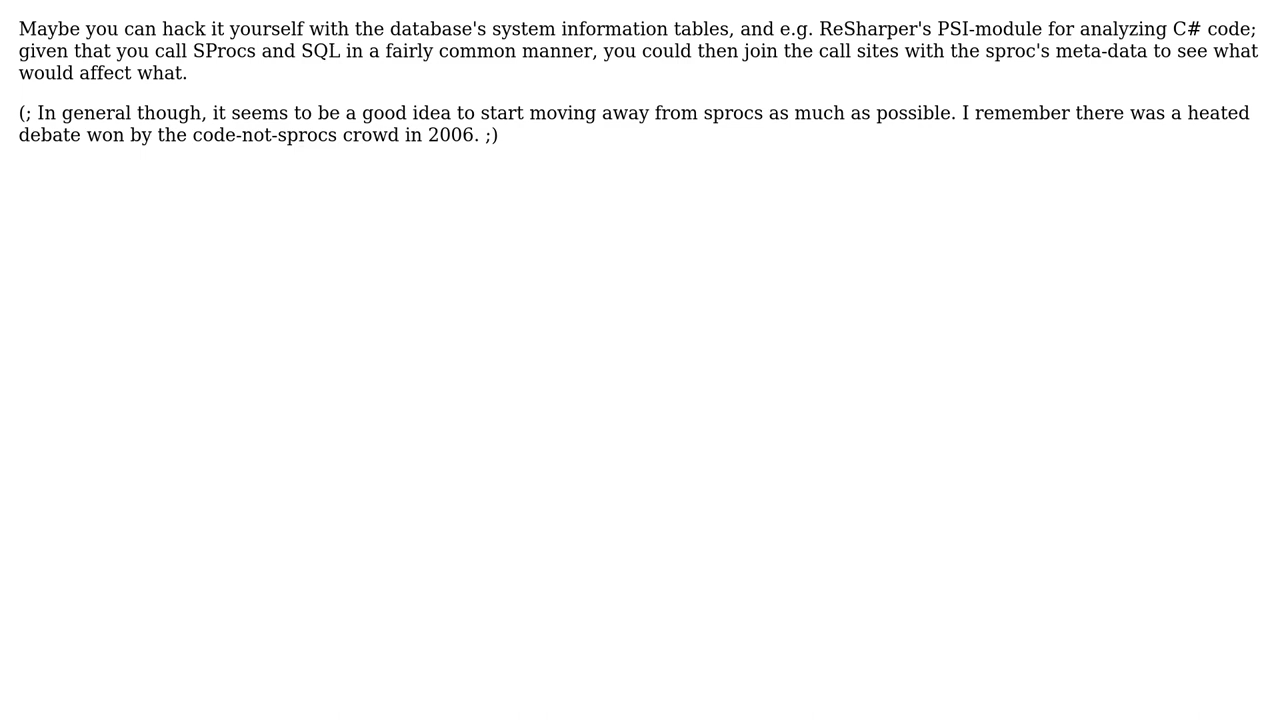 Maybe you can hack it yourself with the database's system information tables, and e.g. ReSharper's PSI-module for analyzing C# code;
given that you call SProcs and SQL in a fairly common manner, you could then join the call sites with the sproc's meta-data to see what
would affect what.
(; In general though, it seems to be a good idea to start moving away from sprocs as much as possible. I remember there was a heated
debate won by the code-not-sprocs crowd in 2006. ;)